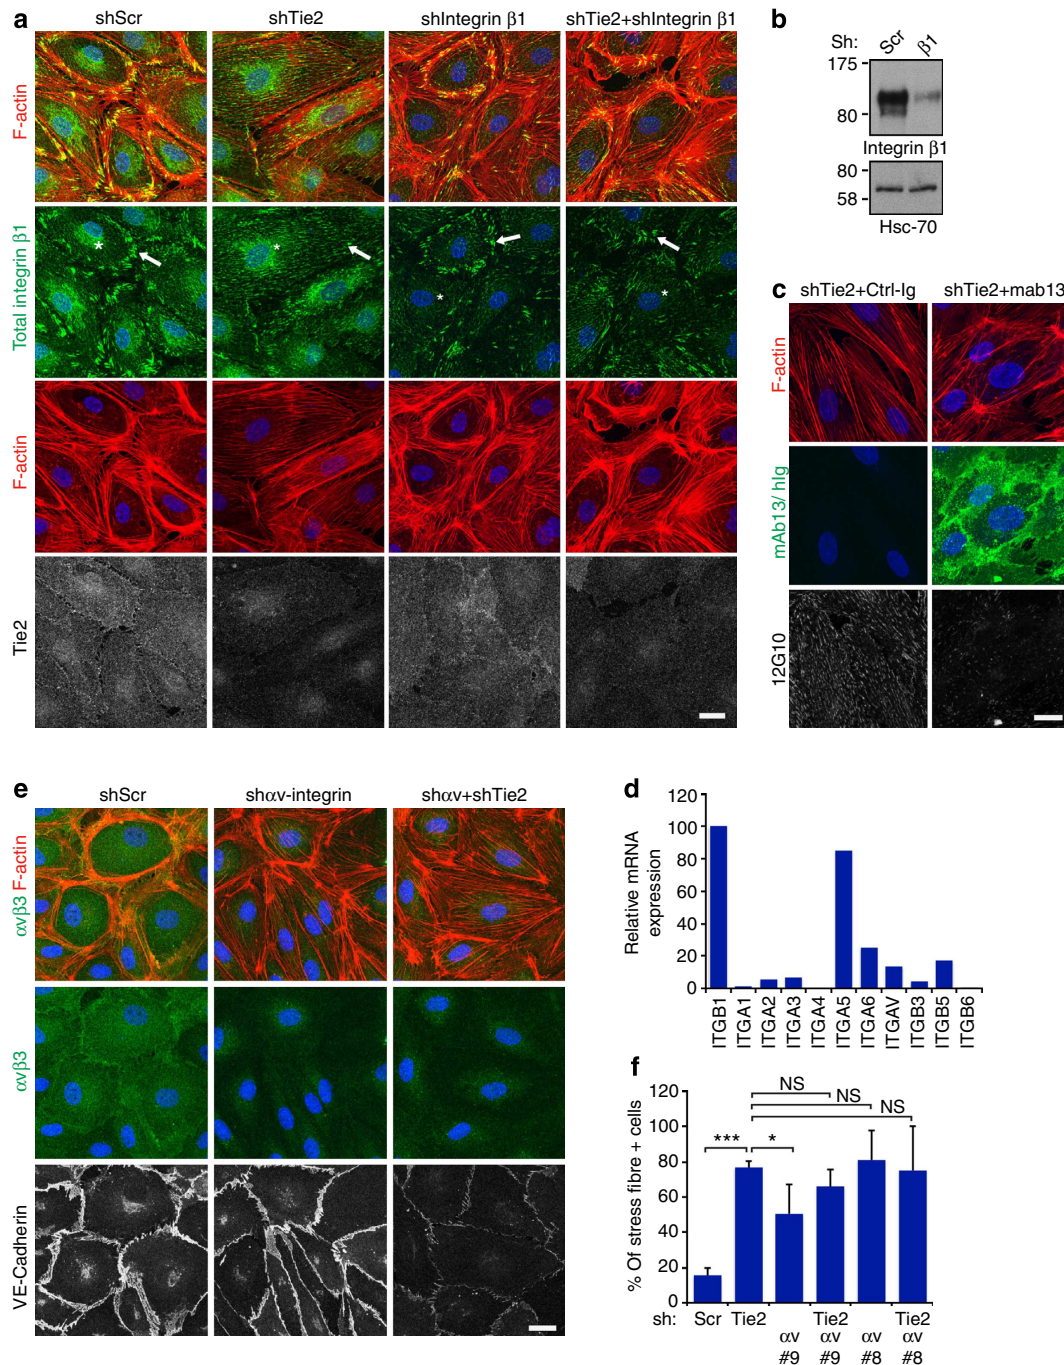 a
shScr
shTie2
shIntegrin β1
shTie2+shIntegrin β1
F-actin
Total integrin β1
*
*
*
*
F-actin
Tie2
b
Sh:
Scr
β1
175
80
Integrin β1
80
58
Hsc-70
c
shTie2+Ctrl-Ig
shTie2+mab13
F-actin
mAb13/ hIg
12G10
e
shScr
shαv-integrin
shαv+shTie2
αvβ3 F-actin
αvβ3
VE-Cadherin
d
Relative mRNA
expression
120
100
80
60
40
20
0
ITGB1
ITGA1
ITGA2
ITGA3
ITGA4
ITGA5
ITGA6
ITGAV
ITGB3
ITGB5
ITGB6
f
% Of stress fibre + cells
120
100
80
60
40
20
0
NS
NS
NS
***
*
sh:
Scr
Tie2
αv
#9
Tie2
αv
#9
αv
#8
Tie2
αv
#8